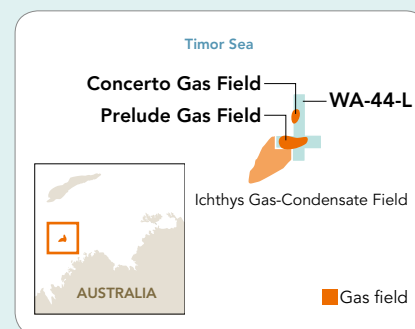 Timor Sea
Concerto Gas Field
WA-44-L
Prelude Gas Field
Ichthys Gas-Condensate Field
AUSTRALIA
Gas field